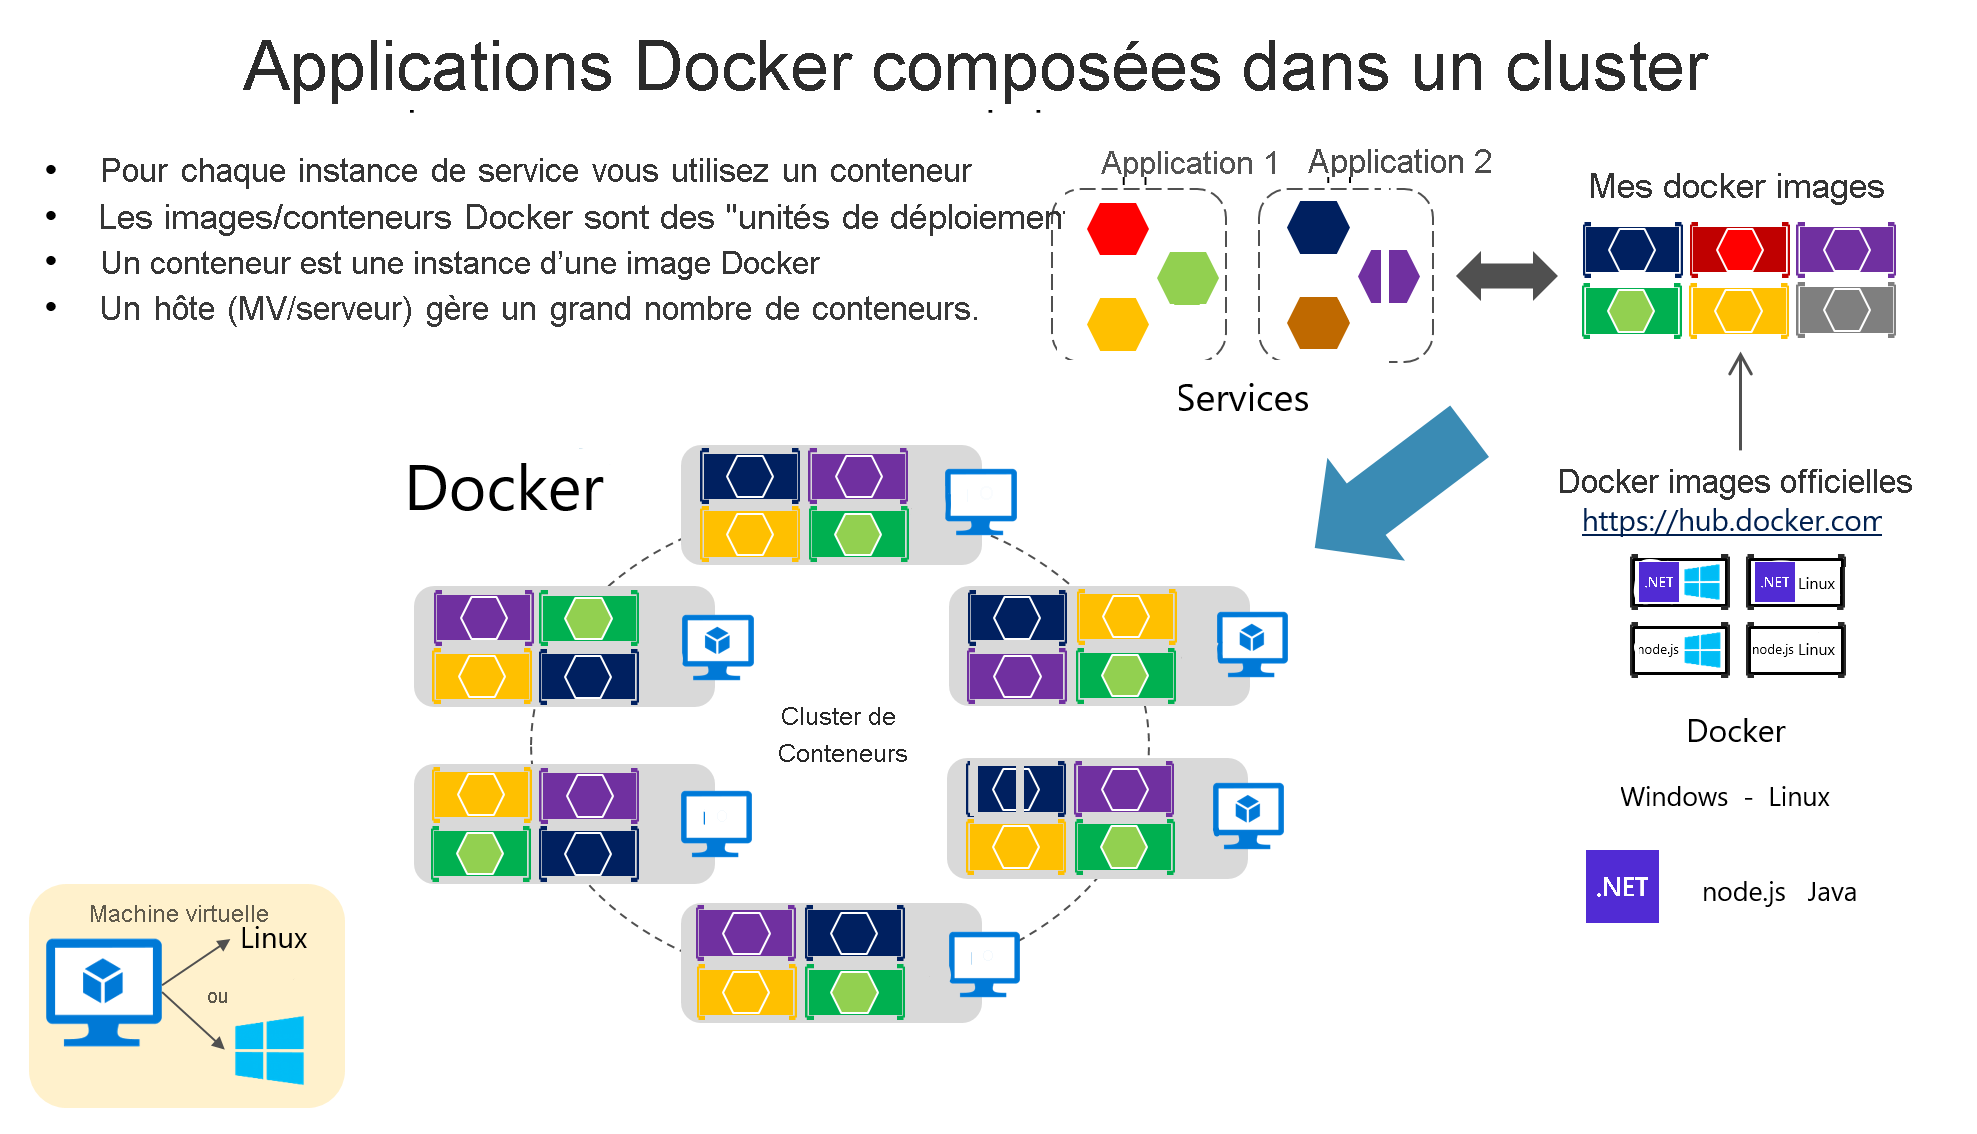 Applications Docker composées dans un cluster
• Pour chaque instance de service vous utilisez un conteneur
• Les images/conteneurs Docker sont des "unités de déploiemen
• Un conteneur est une instance d’une image Docker
• Un hôte (MV/serveur) gère un grand nombre de conteneurs.
Application 1
Application 2
Mes docker images
Services
Docker
Docker images officielles
https://hub.docker.com
.NET
.NET Linux
node.js
node.js Linux
Docker
Windows - Linux
.NET node.js Java
Cluster de
Conteneurs
Machine virtuelle
Linux
ou